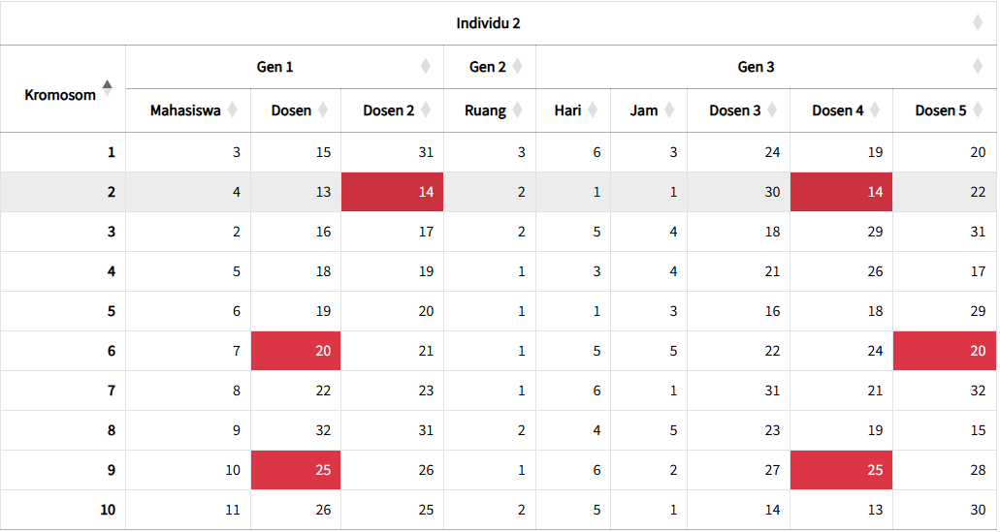 Individu 2
Kromosom Gen 1 Gen 2 Gen 3
Mahasiswa Dosen Dosen 2 Ruang Hari Jam Dosen 3 Dosen 4 Dosen 5
1 3 15 31 3 6 3 24 19 20
2 4 13 14 2 1 1 30 14 22
3 2 16 17 2 5 4 18 29 31
4 5 18 19 1 3 4 21 26 17
5 6 19 20 1 1 3 16 18 29
6 7 20 21 1 5 5 22 24 20
7 8 22 23 1 6 1 31 21 32
8 9 32 31 2 4 5 23 19 15
9 10 25 26 1 6 2 27 25 28
10 11 26 25 2 5 1 14 13 30